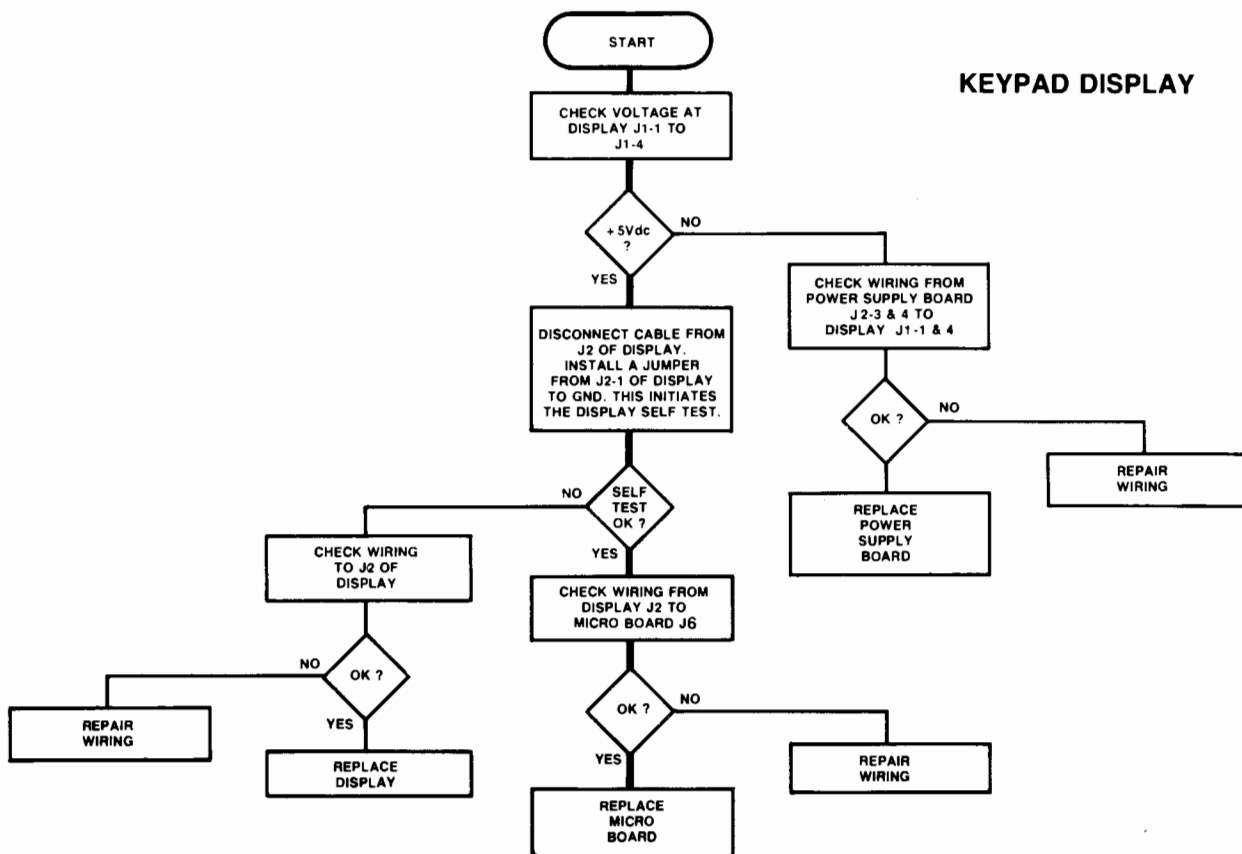 START
KEYPAD DISPLAY
CHECK VOLTAGE AT
DISPLAY J1-1 TO
J1-4
+ 5Vdc
?
NO
YES
CHECK WIRING FROM
POWER SUPPLY BOARD
J2-3 & 4 TO
DISPLAY J1-1 & 4
DISCONNECT CABLE FROM
J2 OF DISPLAY.
INSTALL A JUMPER
FROM J2-1 OF DISPLAY
TO GND. THIS INITIATES
THE DISPLAY SELF TEST.
OK ?
NO
REPAIR
WIRING
REPLACE
POWER
SUPPLY
BOARD
SELF
TEST
OK ?
NO
YES
CHECK WIRING
TO J2 OF
DISPLAY
CHECK WIRING FROM
DISPLAY J2 TO
MICRO BOARD J6
OK ?
NO
YES
REPAIR
WIRING
REPLACE
DISPLAY
OK ?
NO
YES
REPAIR
WIRING
REPLACE
MICRO
BOARD